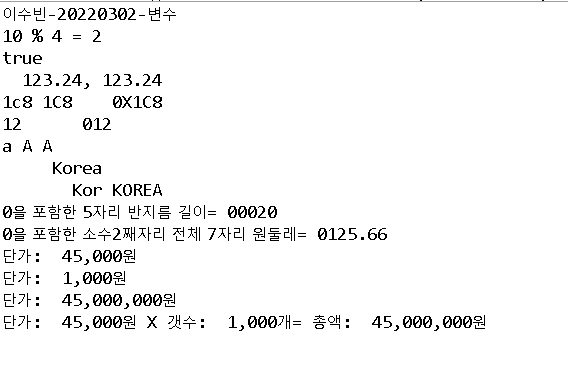 이수빈-20220302-변수
10 % 4 = 2
true
  123.24, 123.24
1c8 1C8    0X1C8
12      012
a A A
     Korea
       Kor KOREA
0을 포함한 5자리 반지름 길이= 00020
0을 포함한 소수2째자리 전체 7자리 원둘레= 0125.66
단가:  45,000원
단가:  1,000원
단가:  45,000,000원
단가:  45,000원 X 갯수:  1,000개= 총액:  45,000,000원